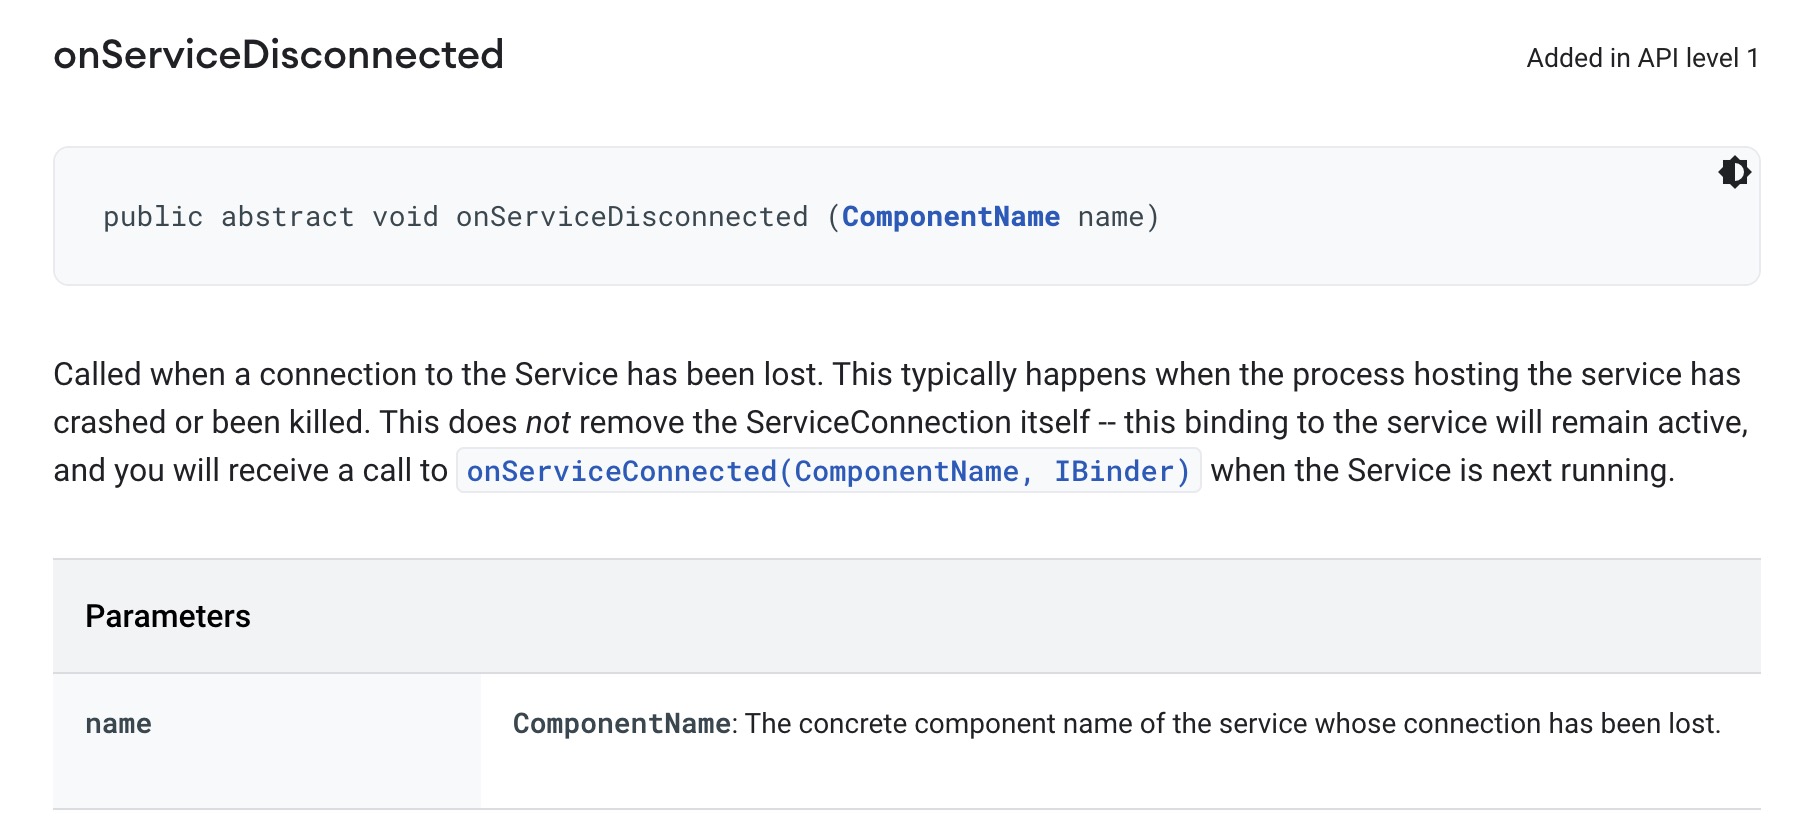 onServiceDisconnected
Added in API level 1
public abstract void onServiceDisconnected (ComponentName name)
Called when a connection to the Service has been lost. This typically happens when the process hosting the service has
crashed or been killed. This does not remove the ServiceConnection itself -- this binding to the service will remain active,
and you will receive a call to onServiceConnected(ComponentName, IBinder) when the Service is next running.
Parameters
name
ComponentName: The concrete component name of the service whose connection has been lost.